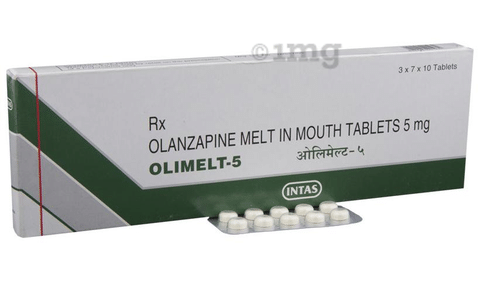 1mg
3 x 7 x 10 Tablets
Rx
OLANZAPINE MELT IN MOUTH TABLETS 5 mg
OLIMELT-5
ओलिमेल्ट-५
INTAS